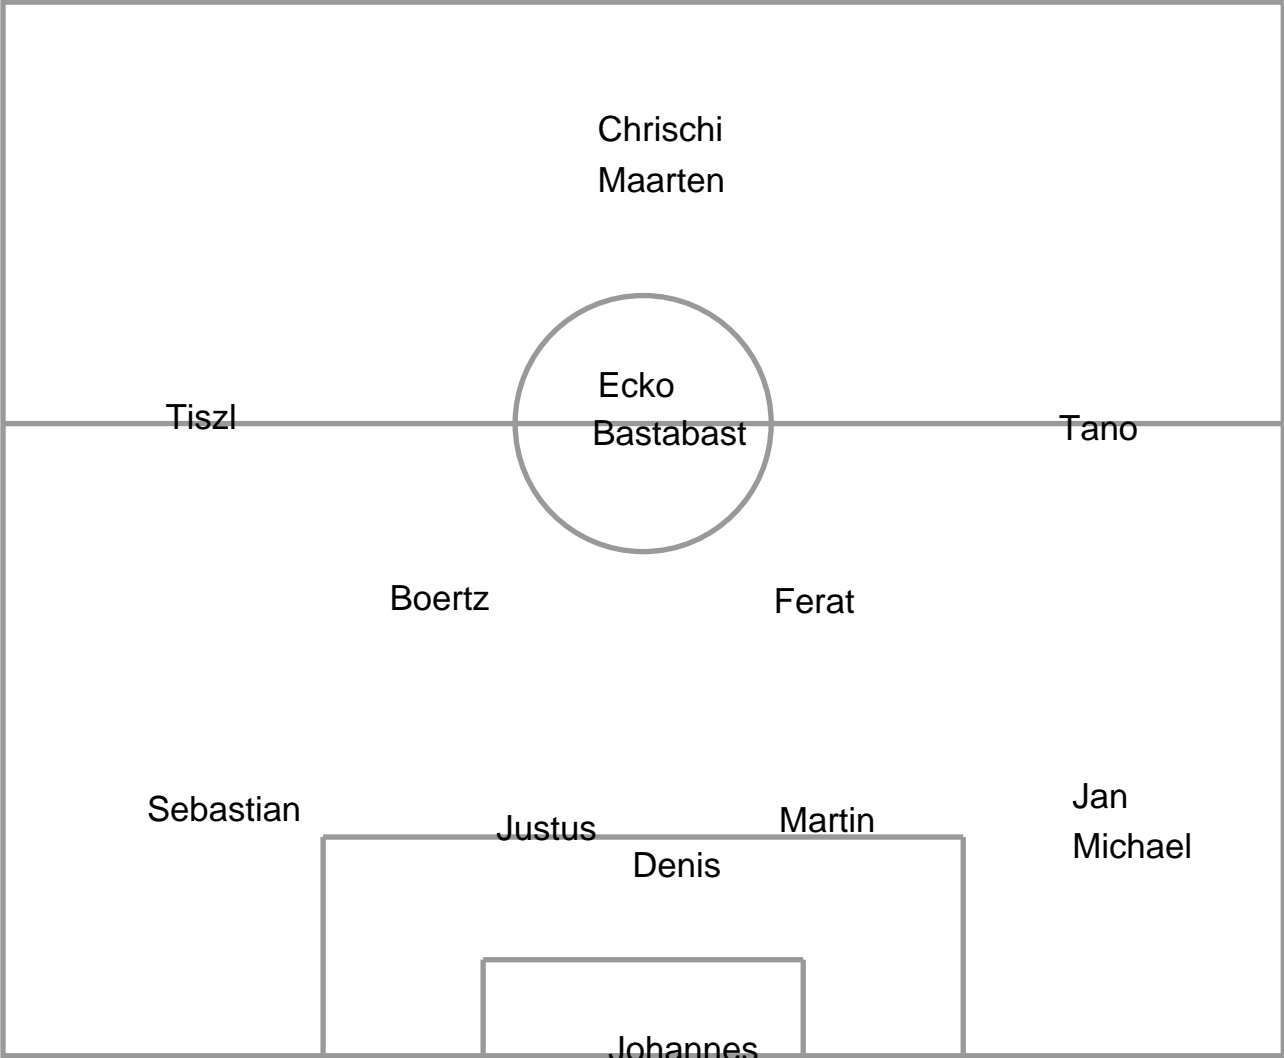 Chrischi
Maarten
Ecko
Tiszl
Bastabast
Tano
Boertz
Ferat
Sebastian
Justus
Martin
Jan
Michael
Denis
Johannes